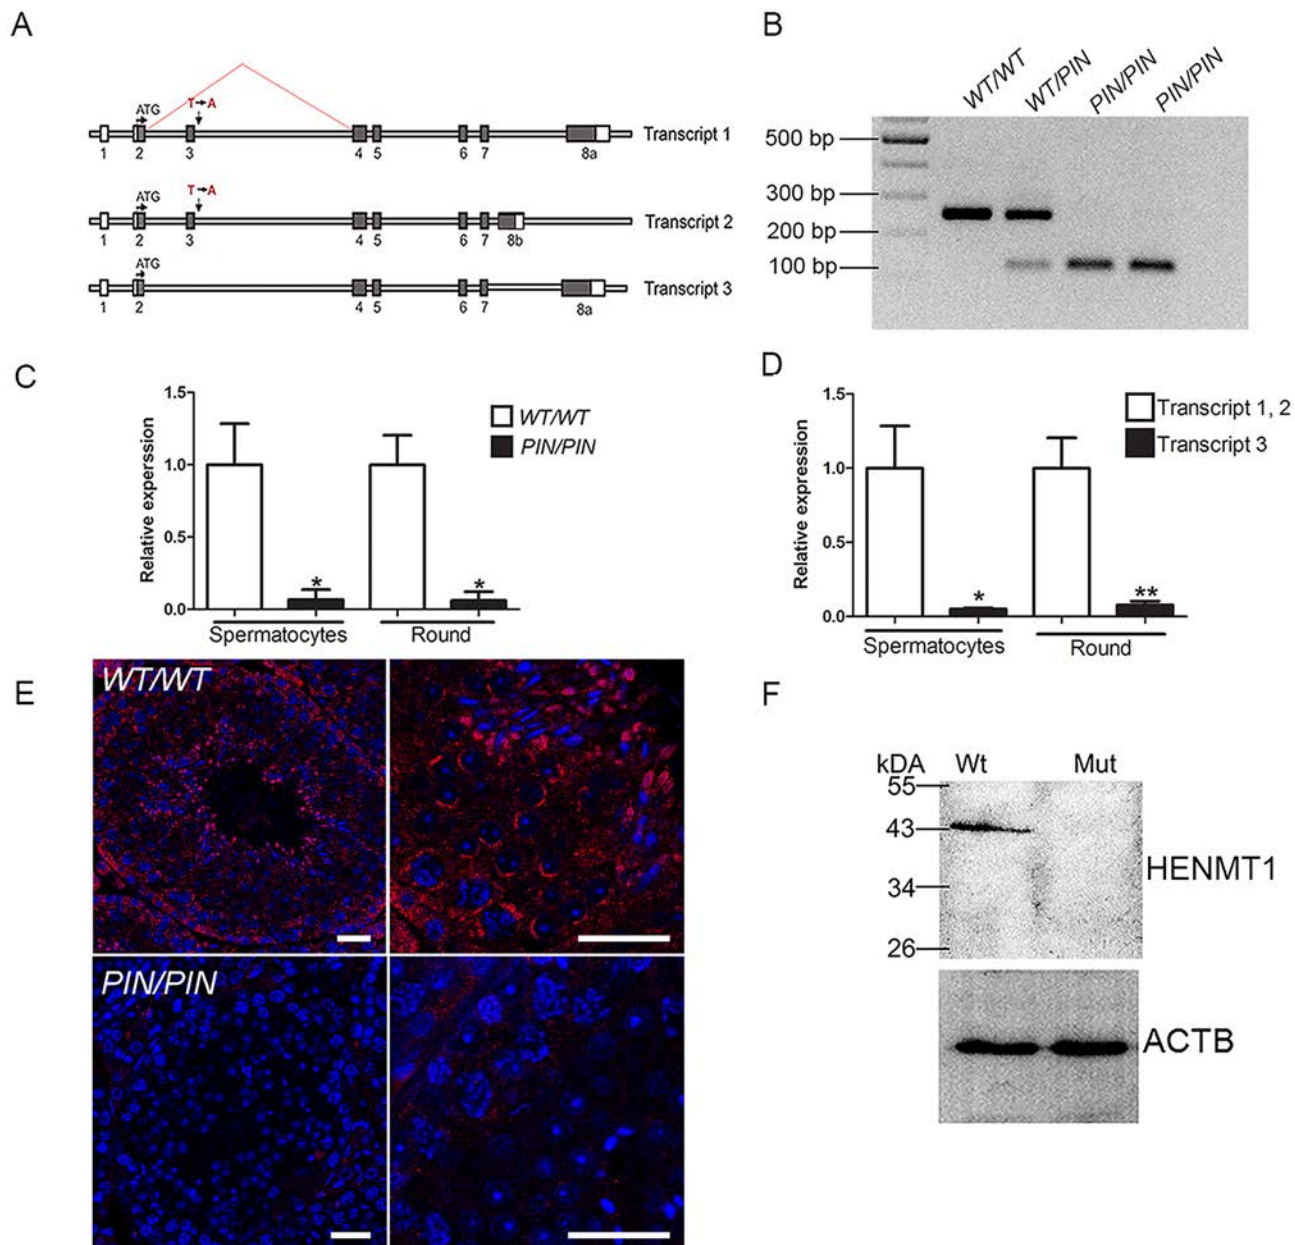 A
ATG
T→A
1 2 3 4 5 6 7 8a
Transcript 1
ATG
T→A
1 2 3 4 5 6 7 8b
Transcript 2
ATG
1 2 4 5 6 7 8a
Transcript 3
B
WT/WT
WT/PIN
PIN/PIN
PIN/PIN
500 bp
300 bp
200 bp
100 bp
C
Relative experssion
1.5
1.0
0.5
0.0
*
*
Spermatocytes
Round
WT/WT
PIN/PIN
D
Relative expression
1.5
1.0
0.5
0.0
*
**
Spermatocytes
Round
Transcript 1, 2
Transcript 3
E
WT/WT
PIN/PIN
F
kDA
Wt
Mut
55
43
34
26
HENMT1
ACTB